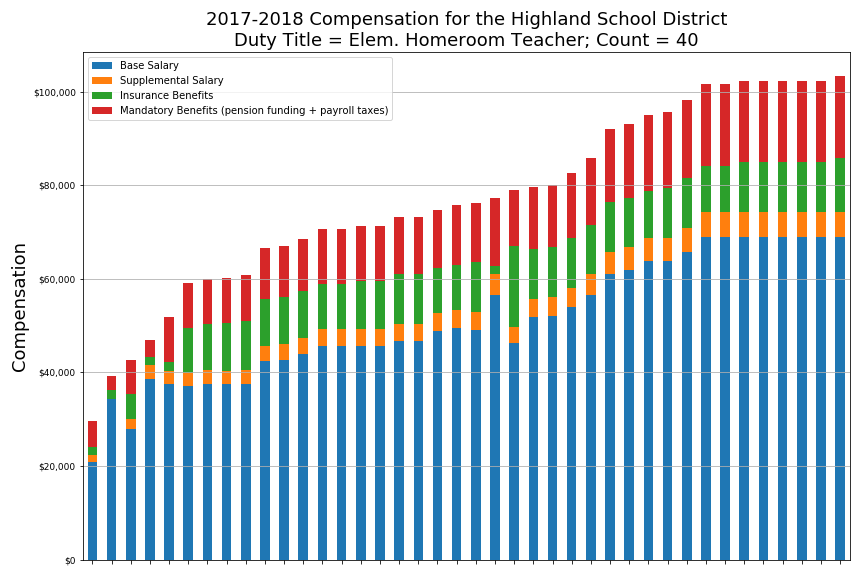 2017-2018 Compensation for the Highland School District
Duty Title = Elem. Homeroom Teacher; Count = 40
Base Salary
Supplemental Salary
Insurance Benefits
Mandatory Benefits (pension funding + payroll taxes)
$100,000
$80,000
$60,000
$40,000
$20,000
$0
Compensation